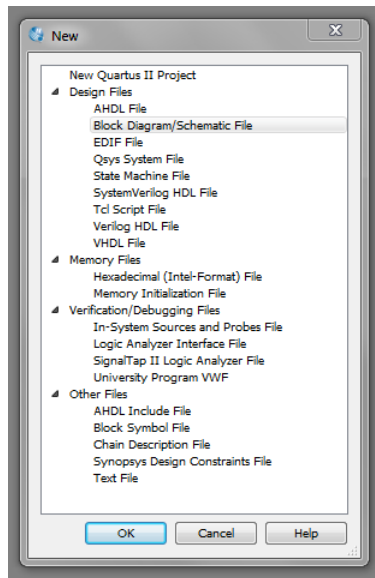 New
New Quartus II Project
Design Files
AHDL File
Block Diagram/Schematic File
EDIF File
Qsys System File
State Machine File
SystemVerilog HDL File
Tcl Script File
Verilog HDL File
VHDL File
Memory Files
Hexadecimal (Intel-Format) File
Memory Initialization File
Verification/Debugging Files
In-System Sources and Probes File
Logic Analyzer Interface File
SignalTap II Logic Analyzer File
University Program VWF
Other Files
AHDL Include File
Block Symbol File
Chain Description File
Synopsys Design Constraints File
Text File
OK Cancel Help